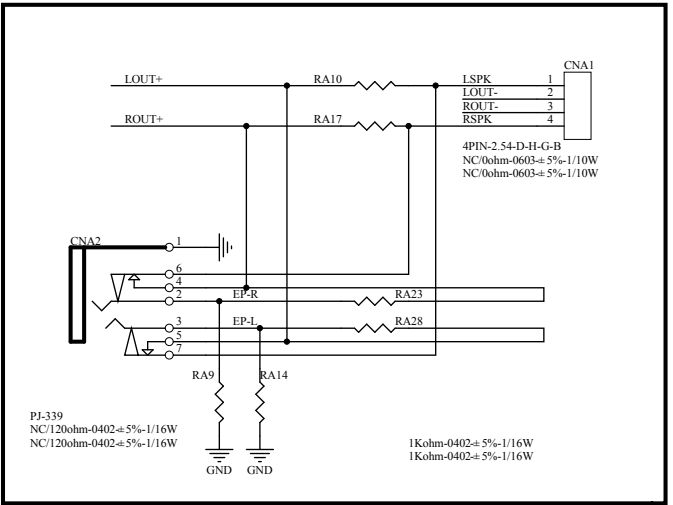 CNA1
LOUT+ RA10 LSPK 1
LOUT- 2
ROUT- 3
ROUT+ RA17 RSPK 4
4PIN-2.54-D-H-G-B
NC/0ohm-0603-±5%-1/10W
NC/0ohm-0603-±5%-1/10W
CNA2 1
6
4
2 EP-R RA23
3 EP-L RA28
5
7
RA9 RA14
PJ-339
NC/120ohm-0402-±5%-1/16W
NC/120ohm-0402-±5%-1/16W
1Kohm-0402-±5%-1/16W
1Kohm-0402-±5%-1/16W
GND GND